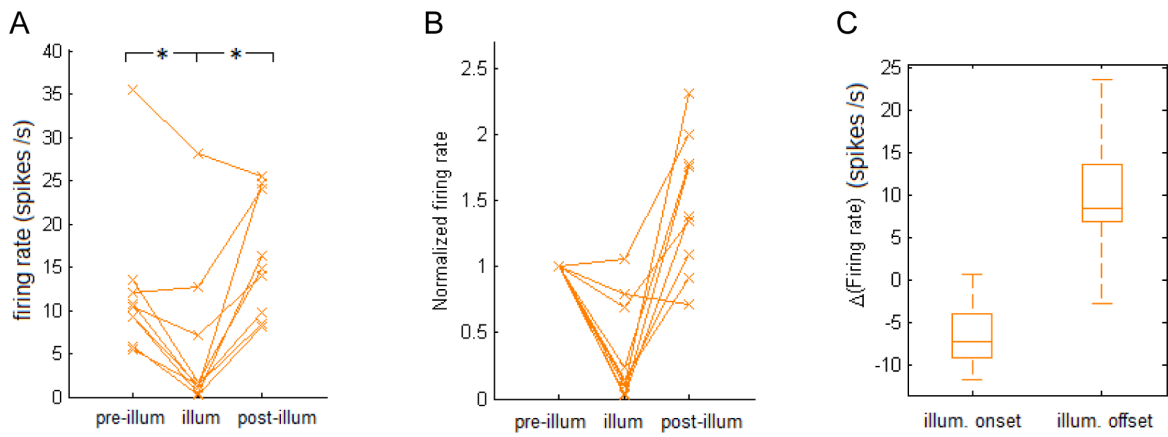 A
firing rate (spikes /s)
40
35
30
25
20
15
10
5
0
* *
pre-illum illum post-illum
B
Normalized firing rate
2.5
2
1.5
1
0.5
0
pre-illum illum post-illum
C
Δ(Firing rate) (spikes /s)
25
20
15
10
5
0
-5
-10
illum. onset illum. offset